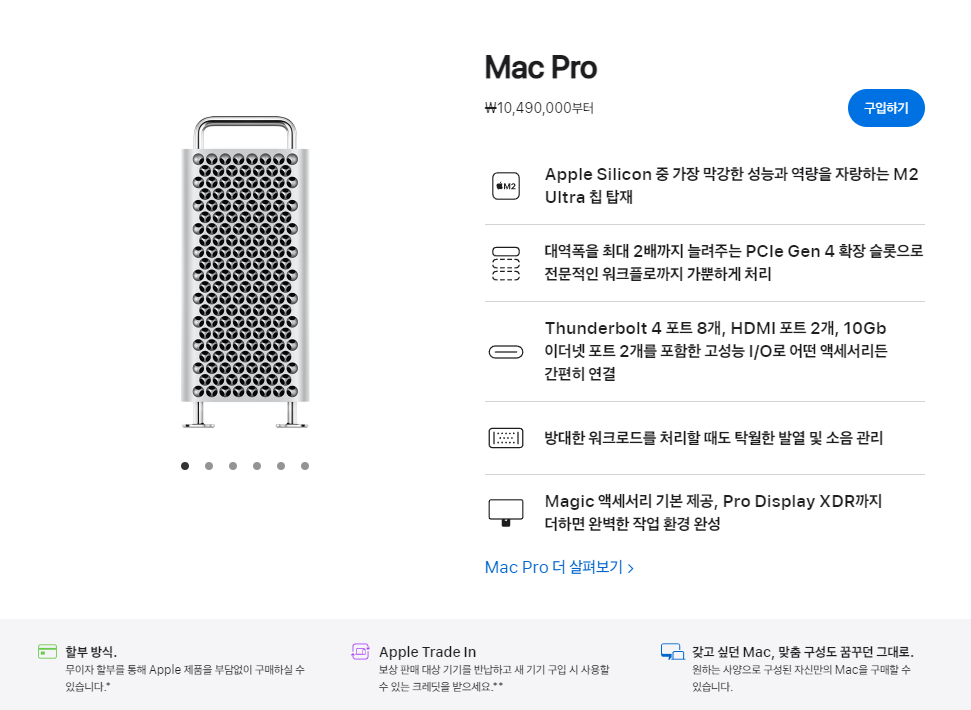 Mac Pro
₩10,490,000부터
구입하기
M2
Apple Silicon 중 가장 막강한 성능과 역량을 자랑하는 M2
Ultra 칩 탑재
대역폭을 최대 2배까지 늘려주는 PCIe Gen 4 확장 슬롯으로
전문적인 워크플로까지 가뿐하게 처리
Thunderbolt 4 포트 8개, HDMI 포트 2개, 10Gb
이더넷 포트 2개를 포함한 고성능 I/O로 어떤 액세서리든
간편히 연결
방대한 워크로드를 처리할 때도 탁월한 발열 및 소음 관리
Magic 액세서리 기본 제공, Pro Display XDR까지
더하면 완벽한 작업 환경 완성
Mac Pro 더 살펴보기 >
할부 방식.
무이자 할부를 통해 Apple 제품을 부담없이 구매하실 수
있습니다.*
Apple Trade In
보상 판매 대상 기기를 반납하고 새 기기 구입 시 사용할
수 있는 크레딧을 받으세요.**
갖고 싶던 Mac, 맞춤 구성도 꿈꾸던 그대로.
원하는 사양으로 구성된 자신만의 Mac을 구매할 수
있습니다.